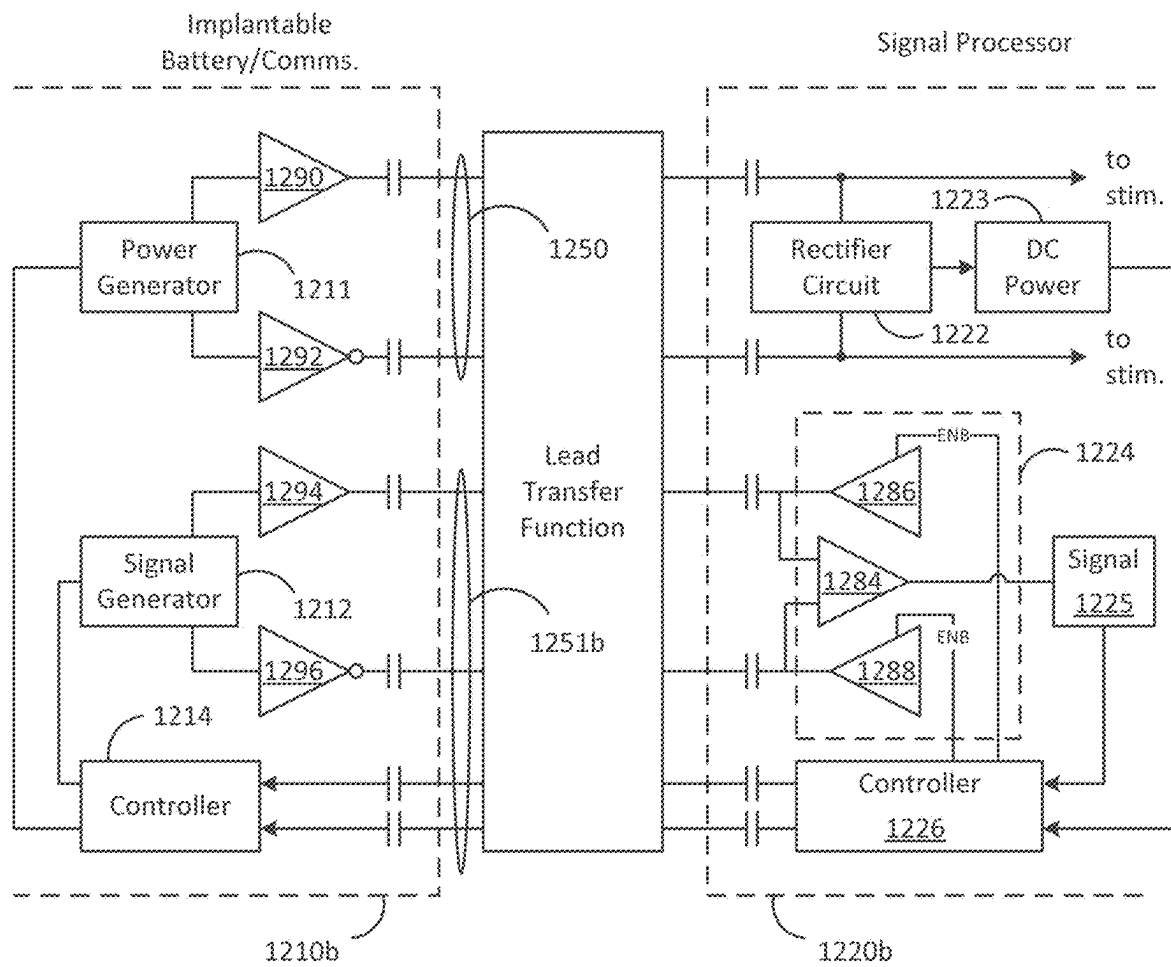 Implantable
Battery/Comms.
Signal Processor
1290
Power
Generator
1211
1292
1250
1223
to
stim.
Rectifier
Circuit
DC
Power
1222
to
stim.
1294
Signal
Generator
1212
1296
1251b
Lead
Transfer
Function
ENB
1286
1224
1284
Signal
1225
ENB
1288
1214
Controller
Controller
1226
1210b
1220b